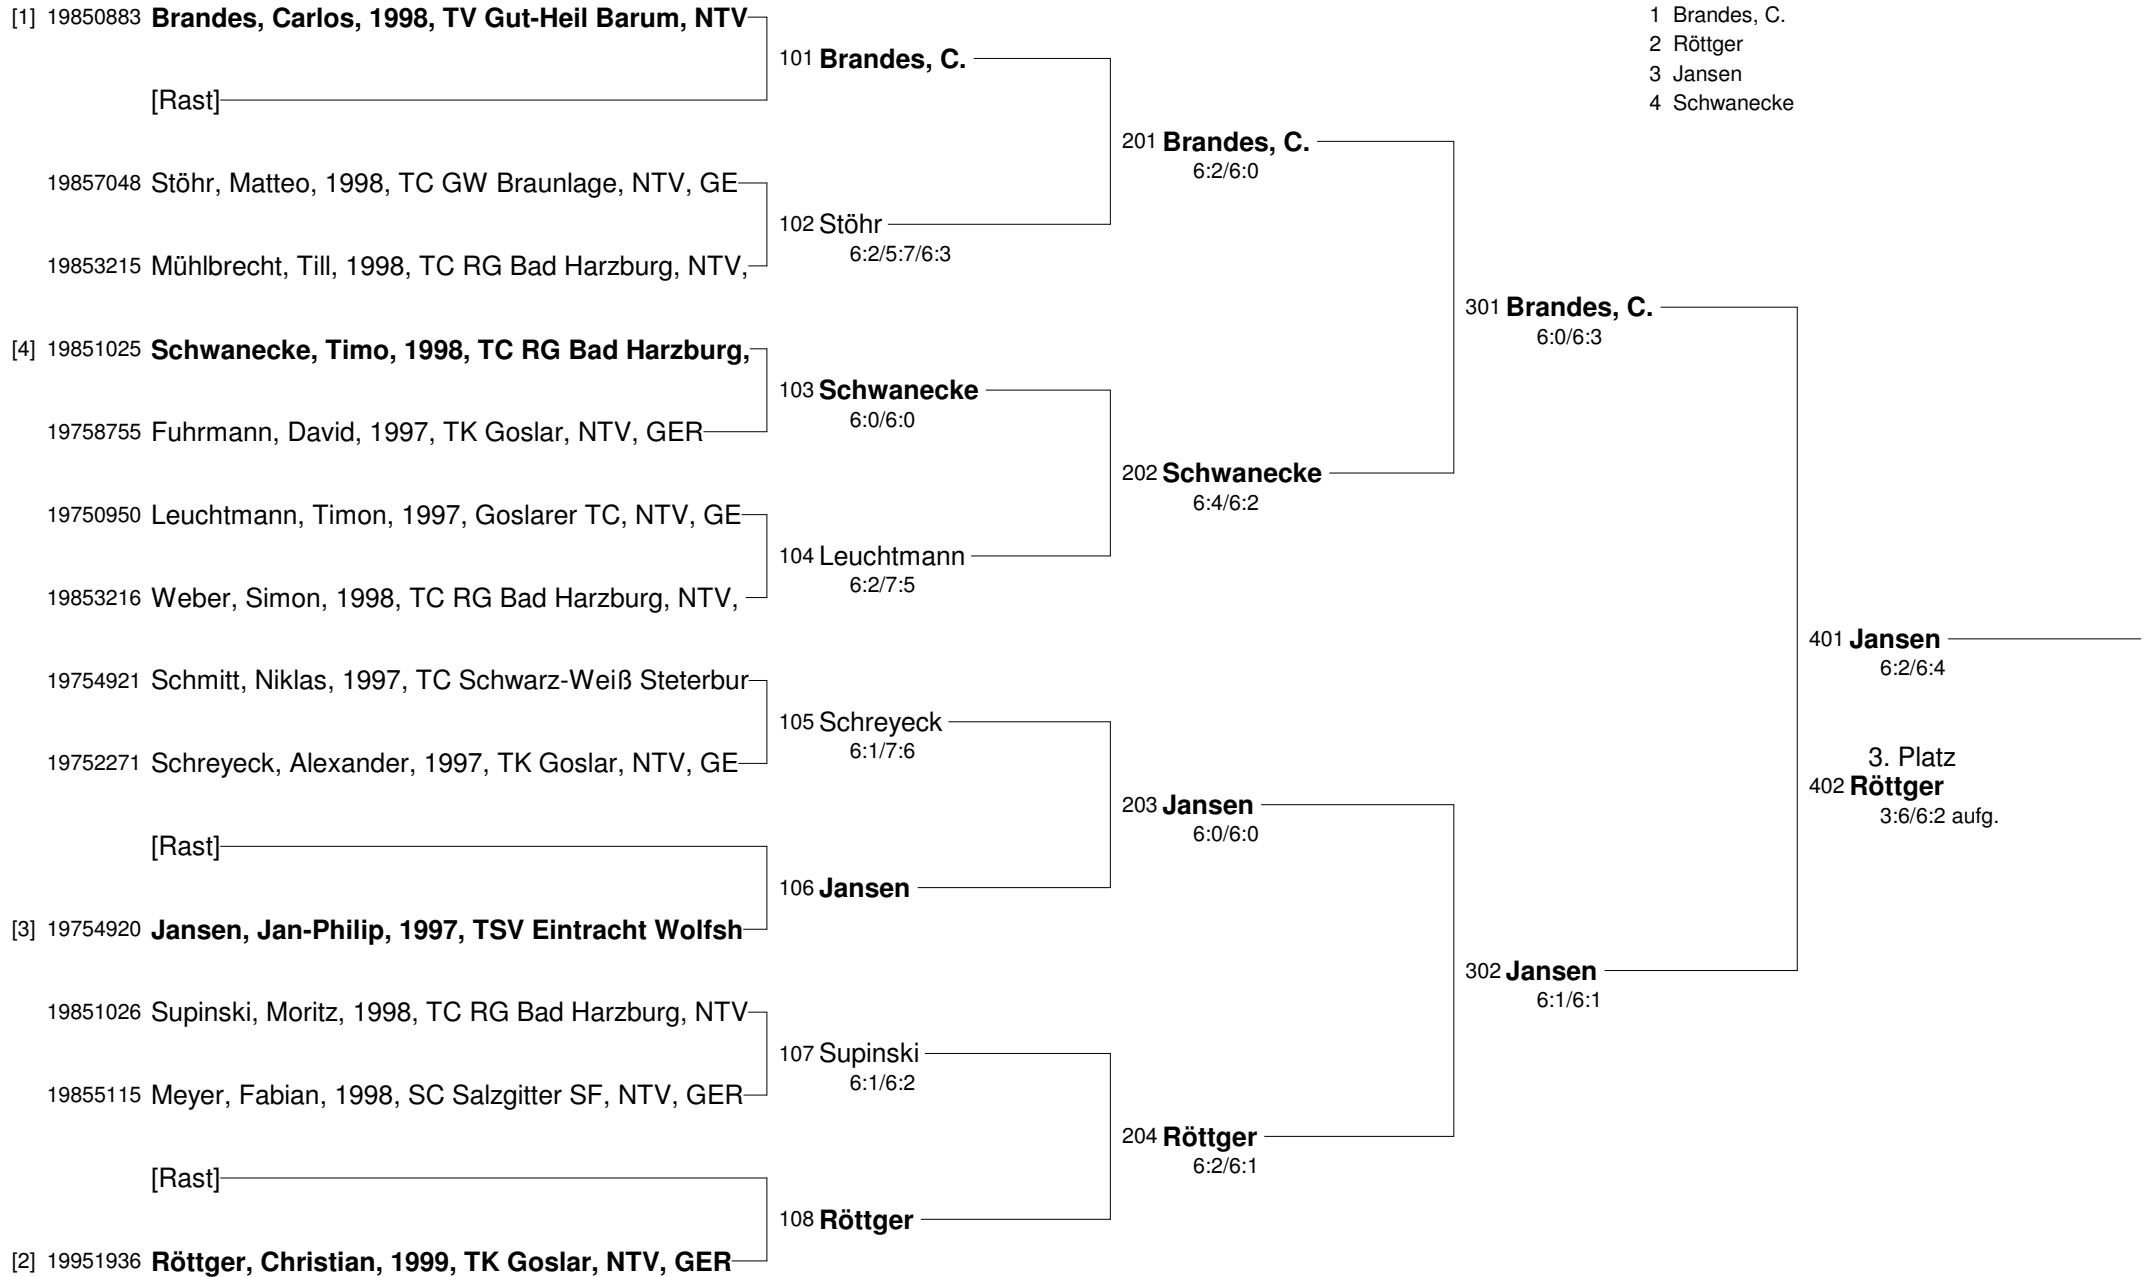 [1] 19850883 Brandes, Carlos, 1998, TV Gut-Heil Barum, NTV
[Rast]
19857048 Stöhr, Matteo, 1998, TC GW Braunlage, NTV, GE
19853215 Mühlbrecht, Till, 1998, TC RG Bad Harzburg, NTV,
[4] 19851025 Schwanecke, Timo, 1998, TC RG Bad Harzburg,
19758755 Fuhrmann, David, 1997, TK Goslar, NTV, GER
19750950 Leuchtmann, Timon, 1997, Goslarer TC, NTV, GE
19853216 Weber, Simon, 1998, TC RG Bad Harzburg, NTV,
19754921 Schmitt, Niklas, 1997, TC Schwarz-Weiß Steterbur
19752271 Schreyeck, Alexander, 1997, TK Goslar, NTV, GE
[Rast]
[3] 19754920 Jansen, Jan-Philip, 1997, TSV Eintracht Wolfsh
19851026 Supinski, Moritz, 1998, TC RG Bad Harzburg, NTV
19855115 Meyer, Fabian, 1998, SC Salzgitter SF, NTV, GER
[Rast]
[2] 19951936 Röttger, Christian, 1999, TK Goslar, NTV, GER
101 Brandes, C.
102 Stöhr
6:2/5:7/6:3
103 Schwanecke
6:0/6:0
104 Leuchtmann
6:2/7:5
105 Schreyeck
6:1/7:6
106 Jansen
107 Supinski
6:1/6:2
108 Röttger
201 Brandes, C.
6:2/6:0
202 Schwanecke
6:4/6:2
203 Jansen
6:0/6:0
204 Röttger
6:2/6:1
301 Brandes, C.
6:0/6:3
302 Jansen
6:1/6:1
401 Jansen
6:2/6:4
3. Platz
402 Röttger
3:6/6:2 aufg.
1 Brandes, C.
2 Röttger
3 Jansen
4 Schwanecke